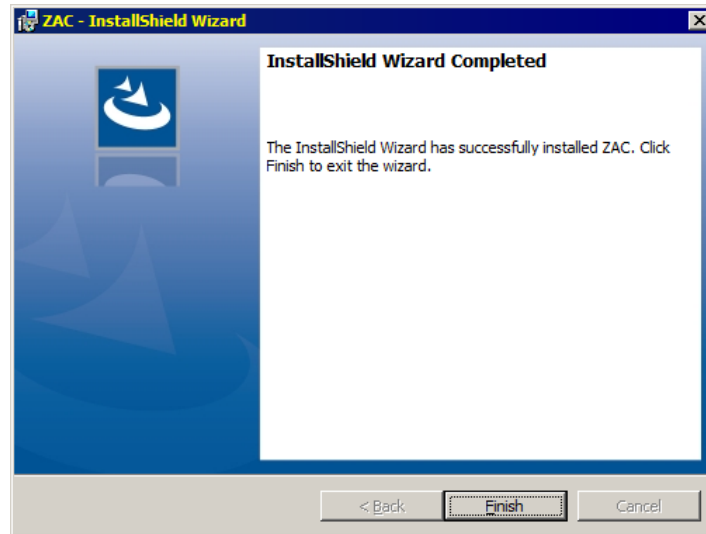 ZAC - InstallShield Wizard
InstallShield Wizard Completed
The InstallShield Wizard has successfully installed ZAC. Click
Finish to exit the wizard.
< Back Finish Cancel